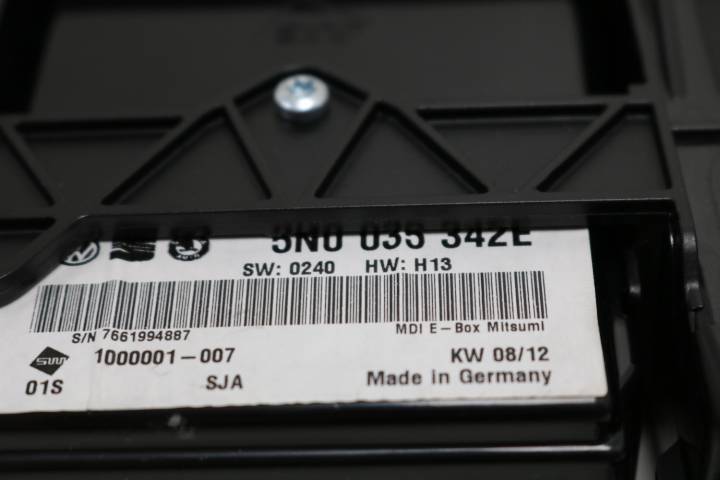 5N0 035 342E
SW: 0240 HW: H13
S/N 7661994887 MDI E-Box Mitsumi
SW 1000001-007 KW 08/12
01S SJA Made in Germany